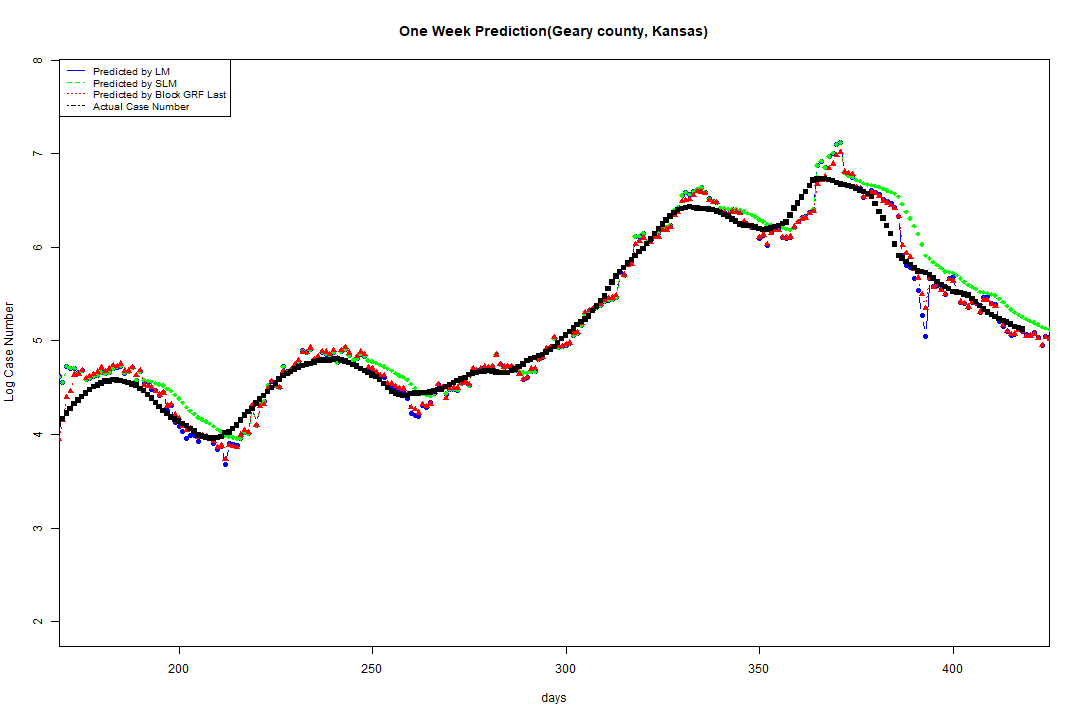 One Week Prediction(Geary county, Kansas)
8
Predicted by LM
Predicted by SLM
Predicted by Block GRF Last
Actual Case Number
7
6
5
4
3
2
Log Case Number
200 250 300 350 400
days